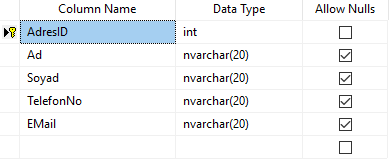 Column Name Data Type Allow Nulls
AdresID int
Ad nvarchar(20)
Soyad nvarchar(20)
TelefonNo nvarchar(20)
EMail nvarchar(20)